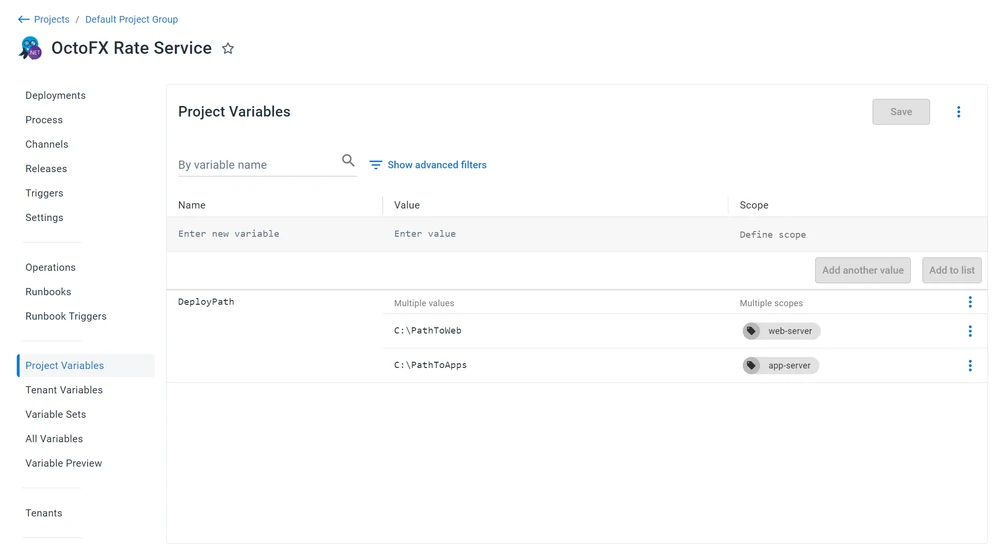 Projects / Default Project Group
.NET
OctoFX Rate Service
Deployments
Process
Channels
Releases
Triggers
Settings
Operations
Runbooks
Runbook Triggers
Project Variables
Tenant Variables
Variable Sets
All Variables
Variable Preview
Tenants
Project Variables
Save
By variable name
Show advanced filters
Name Value Scope
Enter new variable Enter value Define scope
Add another value Add to list
DeployPath Multiple values Multiple scopes
C:\PathToWeb web-server
C:\PathToApps app-server